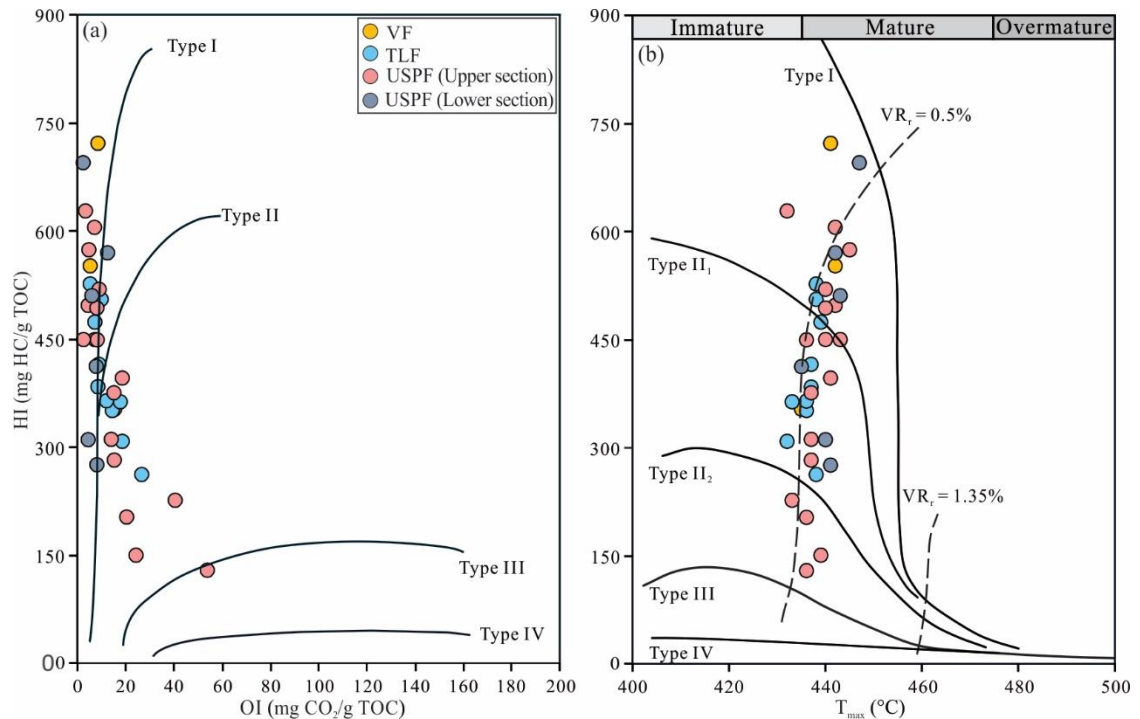 (a)
VF
TLF
USPF (Upper section)
USPF (Lower section)
Type I
Type II
Type III
Type IV
900
750
600
450
300
150
00
HI (mg HC/g TOC)
0 20 40 60 80 100 120 140 160 180 200
OI (mg CO₂/g TOC)
Immature Mature Overmature
(b)
Type I
VRᵣ = 0.5%
Type II₁
Type II₂
VRᵣ = 1.35%
Type III
Type IV
900
750
600
450
300
150
0
400 420 440 460 480 500
Tmax (°C)